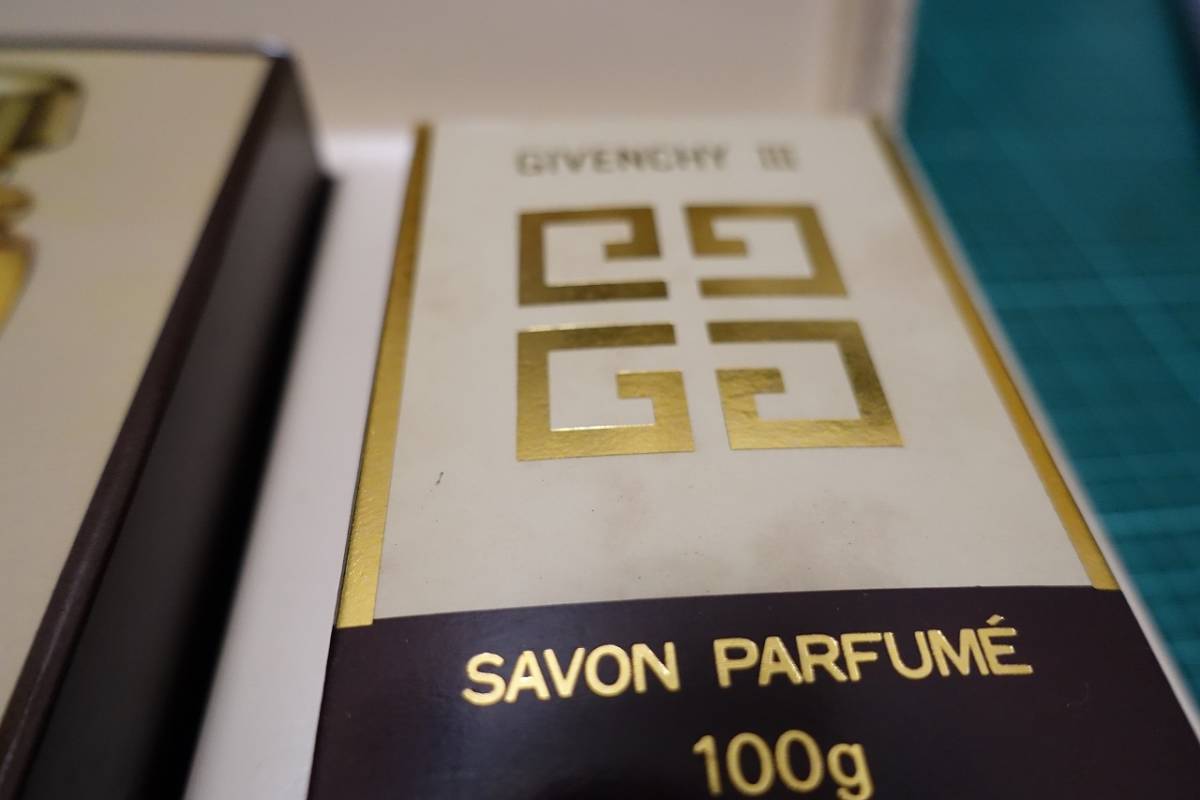 GIVENCHY III
SAVON PARFUMÉ
100g